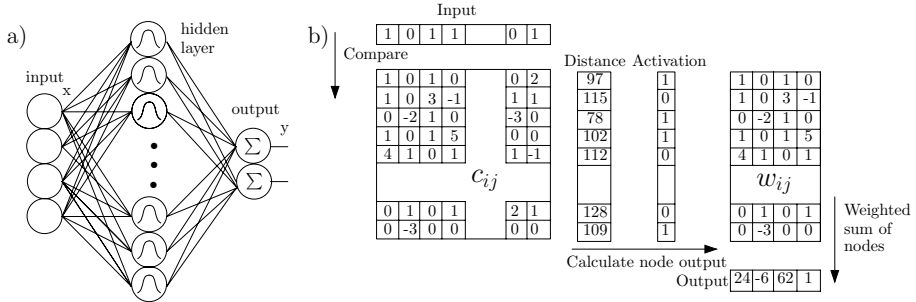 a)
hidden
layer
input
x
output
y
Σ
Σ
b)
Input
1 0 1 1 0 1
Compare
Distance Activation
1 0 1 0 0 2
1 0 3 -1 1 1
0 -2 1 0 -3 0
1 0 1 5 0 0
4 1 0 1 1 -1
c_ij
0 1 0 1 2 1
0 -3 0 0 0 0
97 1
115 0
78 1
102 1
112 0
128 0
109 1
1 0 1 0
1 0 3 -1
0 -2 1 0
1 0 1 5
4 1 0 1
w_ij
0 1 0 1
0 -3 0 0
Calculate node output
Weighted
sum of
nodes
Output 24 -6 62 1